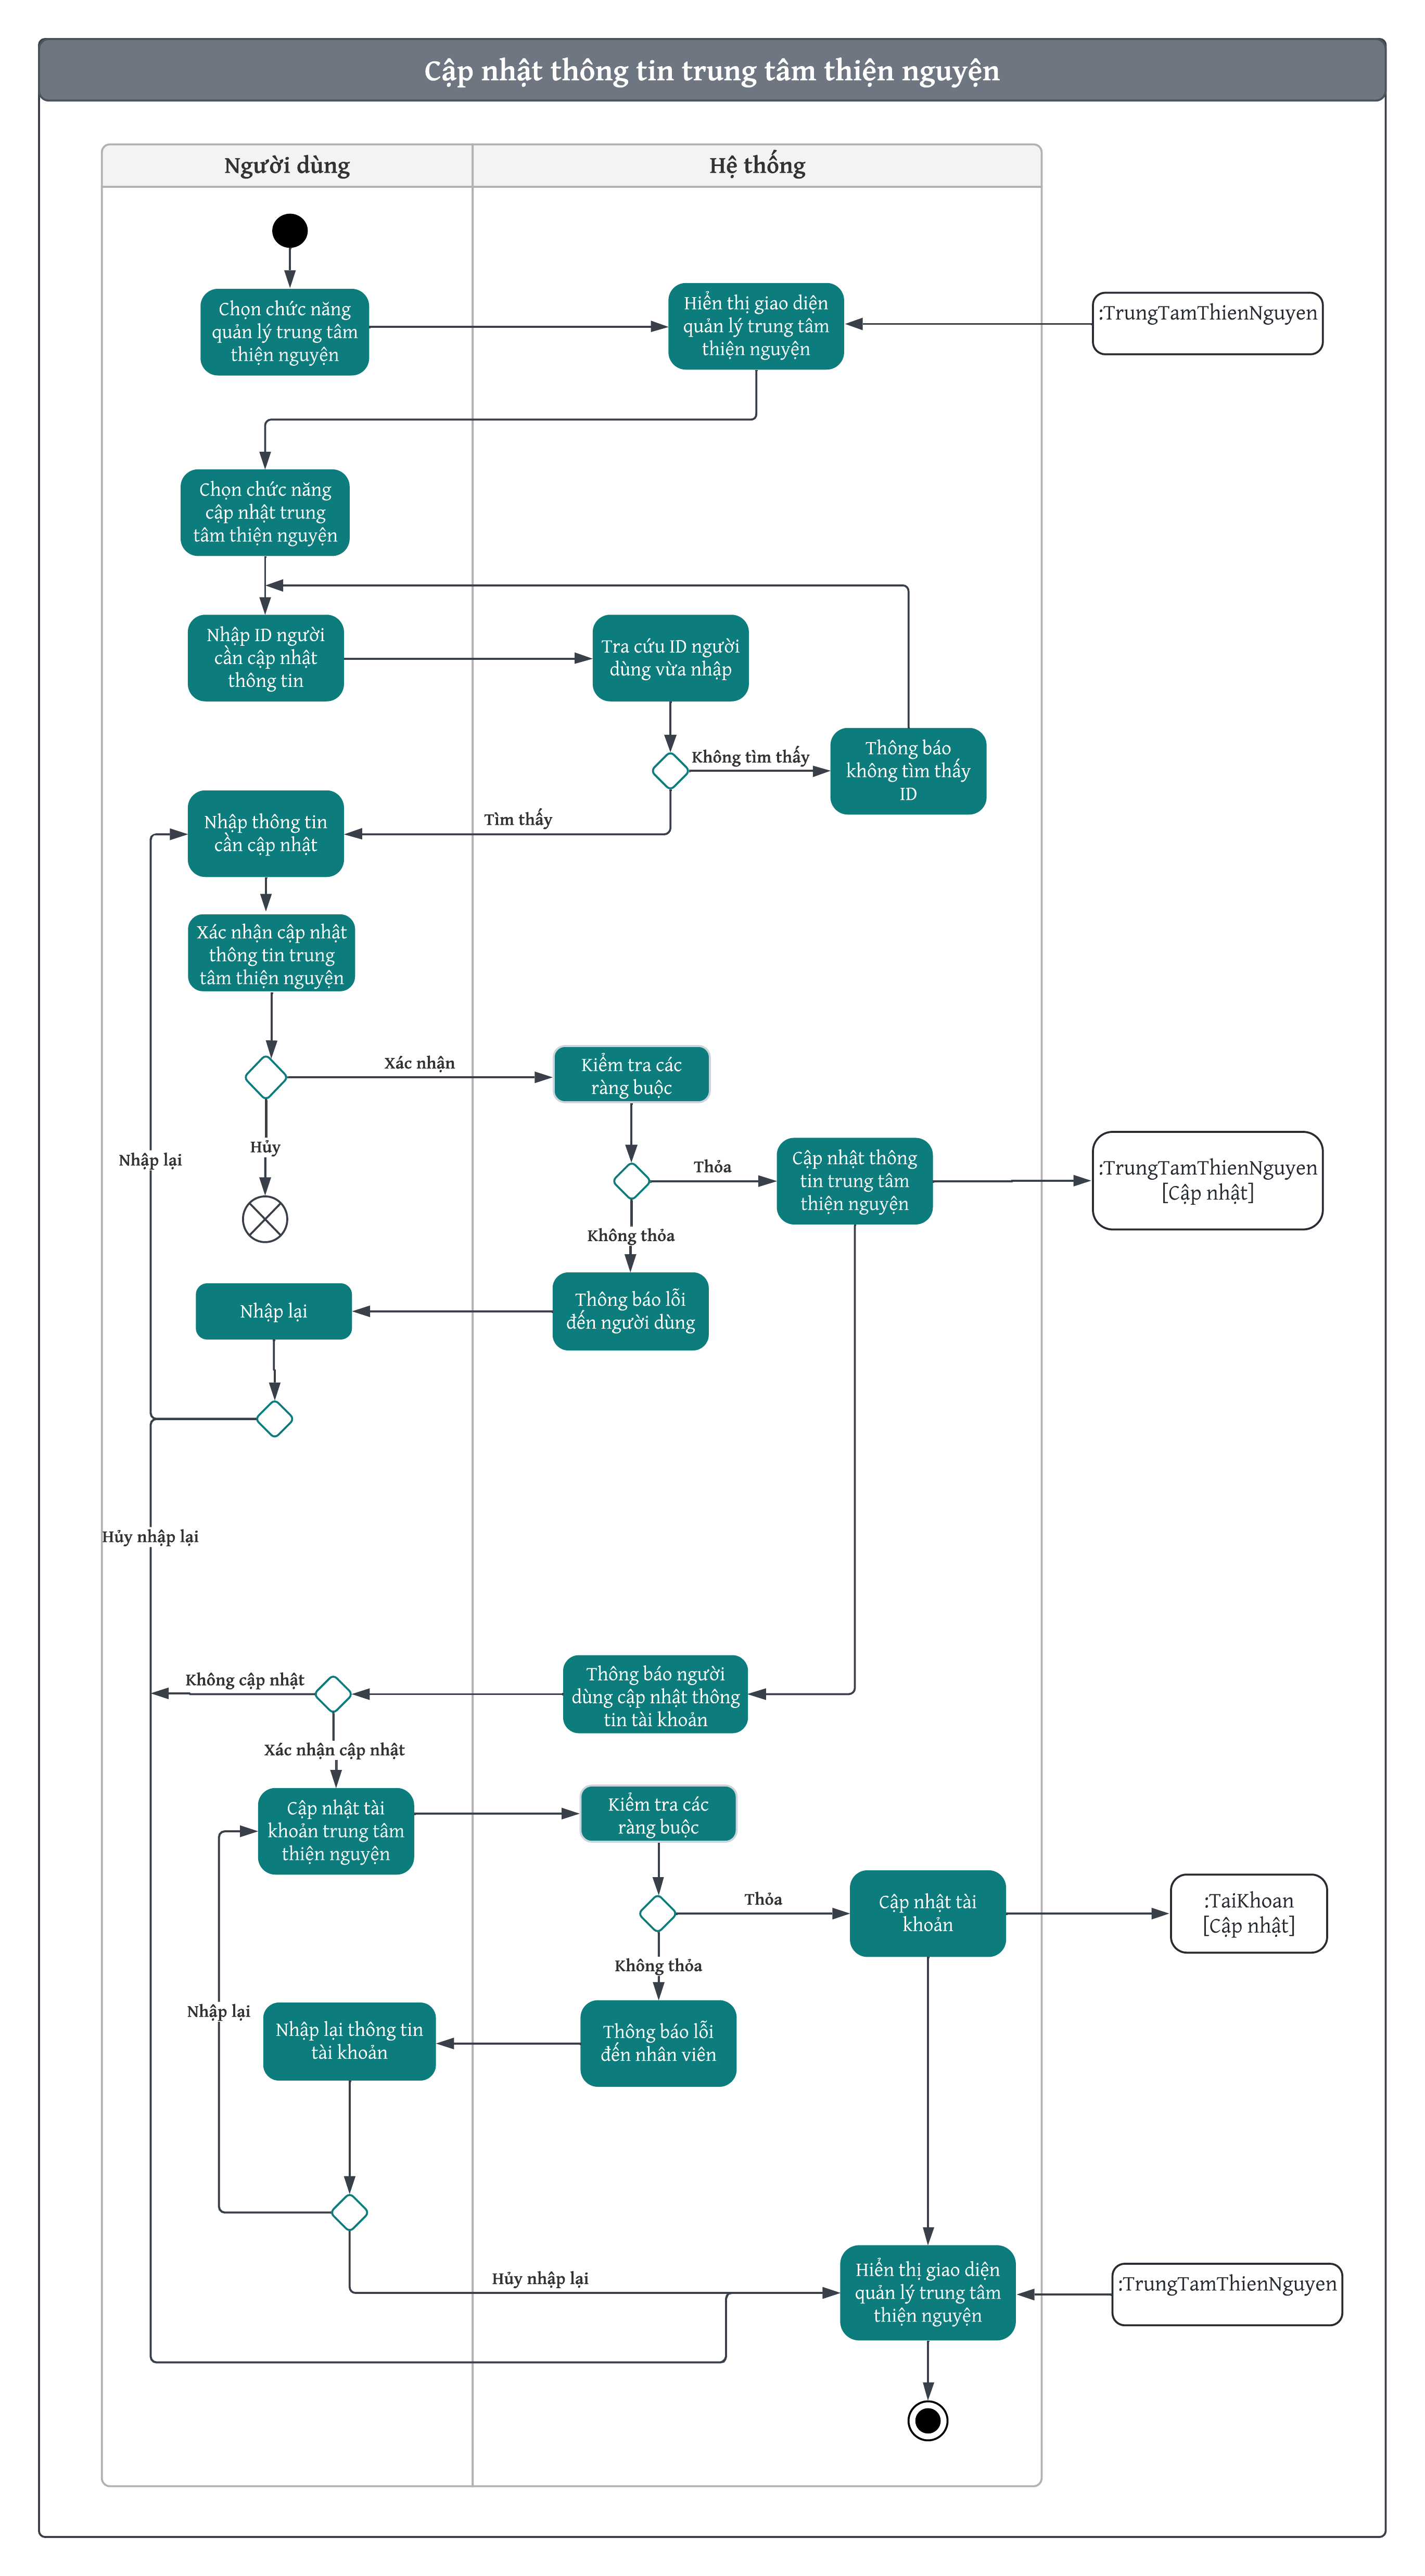 Cập nhật thông tin trung tâm thiện nguyện
Người dùng
Hệ thống
Chọn chức năng
quản lý trung tâm
thiện nguyện
Hiển thị giao diện
quản lý trung tâm
thiện nguyện
:TrungTamThienNguyen
Chọn chức năng
cập nhật trung
tâm thiện nguyện
Nhập ID người
cần cập nhật
thông tin
Tra cứu ID người
dùng vừa nhập
Không tìm thấy
Thông báo
không tìm thấy
ID
Tìm thấy
Nhập thông tin
cần cập nhật
Xác nhận cập nhật
thông tin trung
tâm thiện nguyện
Xác nhận
Kiểm tra các
ràng buộc
Hủy
Nhập lại
Thỏa
Cập nhật thông
tin trung tâm
thiện nguyện
:TrungTamThienNguyen
[Cập nhật]
Không thỏa
Thông báo lỗi
đến người dùng
Nhập lại
Hủy nhập lại
Thông báo người
dùng cập nhật thông
tin tài khoản
Không cập nhật
Xác nhận cập nhật
Cập nhật tài
khoản trung tâm
thiện nguyện
Kiểm tra các
ràng buộc
Thỏa
Cập nhật tài
khoản
:TaiKhoan
[Cập nhật]
Không thỏa
Thông báo lỗi
đến nhân viên
Nhập lại thông tin
tài khoản
Nhập lại
Hủy nhập lại
Hiển thị giao diện
quản lý trung tâm
thiện nguyện
:TrungTamThienNguyen